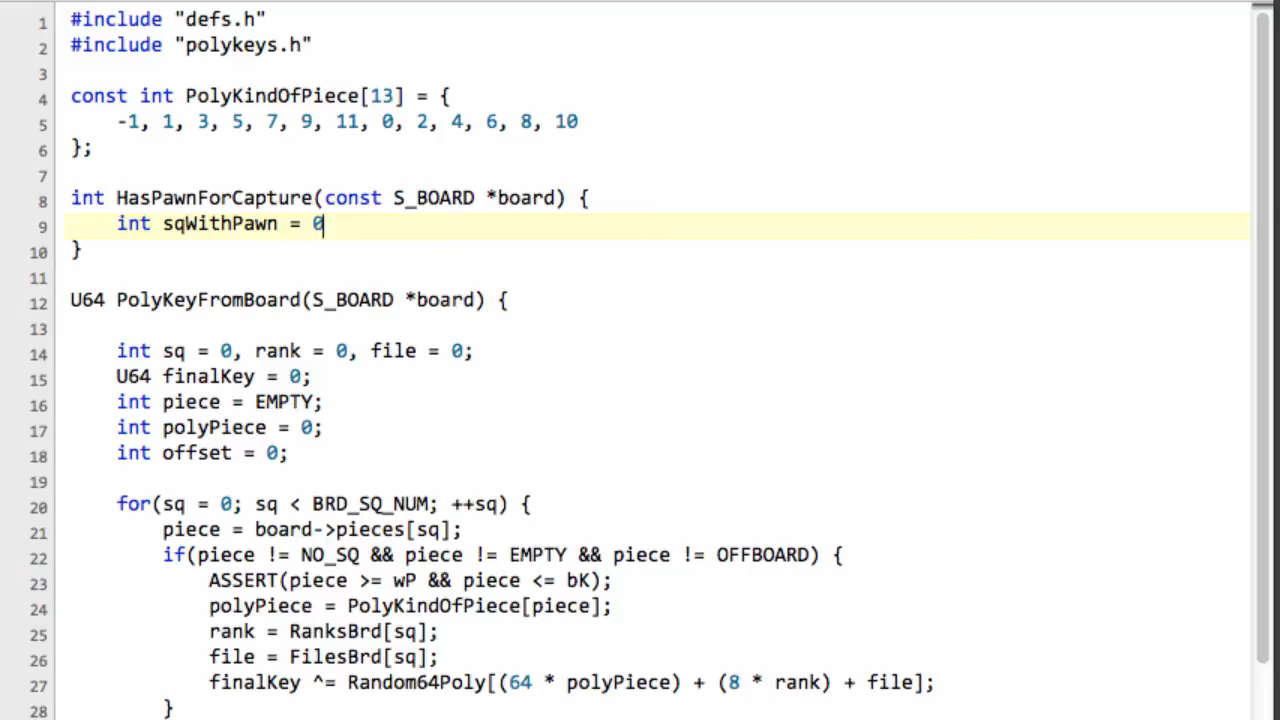 1 #include "defs.h"
2 #include "polykeys.h"
3
4 const int PolyKindOfPiece[13] = {
5 -1, 1, 3, 5, 7, 9, 11, 0, 2, 4, 6, 8, 10
6 };
7
8 int HasPawnForCapture(const S_BOARD *board) {
9 int sqWithPawn = 0
10 }
11
12 U64 PolyKeyFromBoard(S_BOARD *board) {
13
14 int sq = 0, rank = 0, file = 0;
15 U64 finalKey = 0;
16 int piece = EMPTY;
17 int polyPiece = 0;
18 int offset = 0;
19
20 for(sq = 0; sq < BRD_SQ_NUM; ++sq) {
21 piece = board->pieces[sq];
22 if(piece != NO_SQ && piece != EMPTY && piece != OFFBOARD) {
23 ASSERT(piece >= wP && piece <= bK);
24 polyPiece = PolyKindOfPiece[piece];
25 rank = RanksBrd[sq];
26 file = FilesBrd[sq];
27 finalKey ^= Random64Poly[(64 * polyPiece) + (8 * rank) + file];
28 }